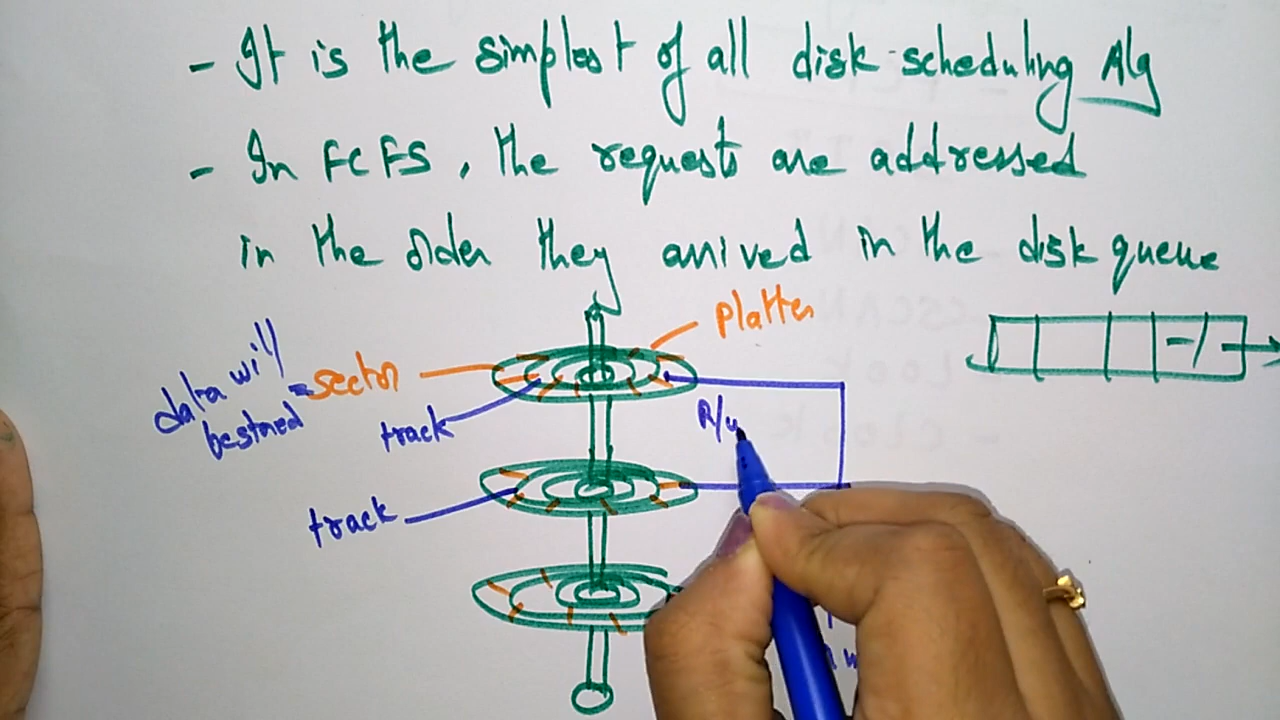 - It is the simplest of all disk scheduling Alg
- In FCFS, the requests are addressed
in the order they arrived in the disk queue
Platter
data will
be stored = sector
track
R/w
track